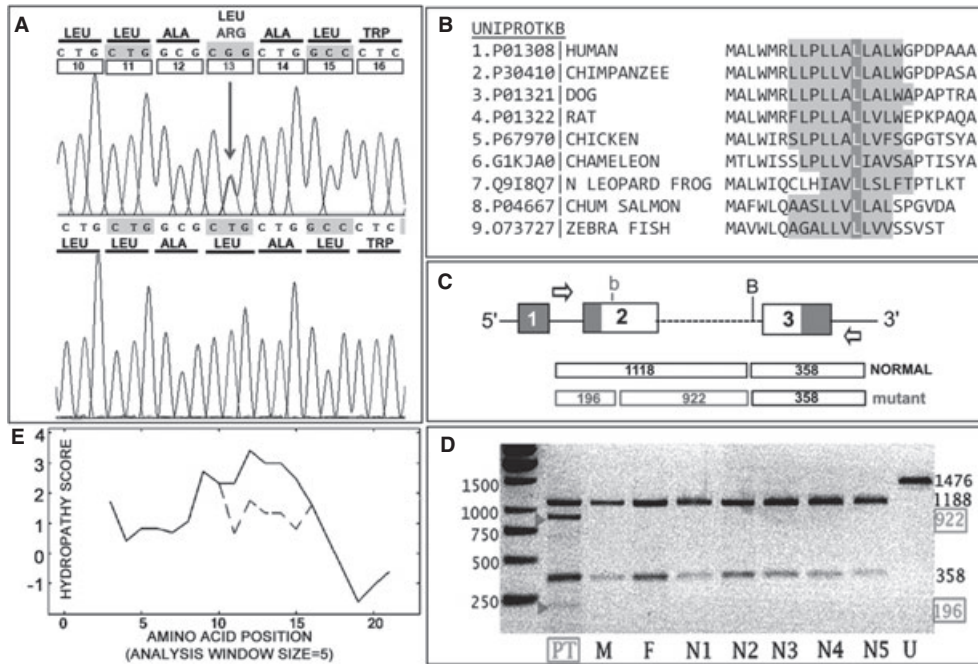 A
LEU
LEU LEU ALA ARG ALA LEU TRP
C T G C T G G C G C G G C T G G C C C T C
10 11 12 13 14 15 16
C T G C T G G C G C T G C T G G C C C T C
LEU LEU ALA LEU ALA LEU TRP
B
UNIPROTKB
1.P01308|HUMAN MALWMRLLPLLALLALWGPDPAAA
2.P30410|CHIMPANZEE MALWMRLLPLLVLLALWGPDPASA
3.P01321|DOG MALWMRLLPLLALLALWAPAPTRA
4.P01322|RAT MALWMRFLPLLALLVLWEPKPAQA
5.P67970|CHICKEN MALWIRSLPLLALLVFSGPGTSYA
6.G1KJA0|CHAMELEON MTLWISSLPLLVLIAVSAPTISYA
7.Q9I8Q7|N LEOPARD FROG MALWIQCLHIAVLLSLFTPTLKT
8.P04667|CHUM SALMON MAFWLQAASLLVLLALSPGVDA
9.O73727|ZEBRA FISH MAVWLQAGALLVLLVVSSVST
C
b B
5' 1 2 3 3'
1118 358 NORMAL
196 922 358 mutant
E
HYDROPATHY SCORE
4
3
2
1
0
-1
0 5 10 15 20
AMINO ACID POSITION
(ANALYSIS WINDOW SIZE=5)
D
1500 1476
1188
1000 922
750
500 358
250 196
PT M F N1 N2 N3 N4 N5 U